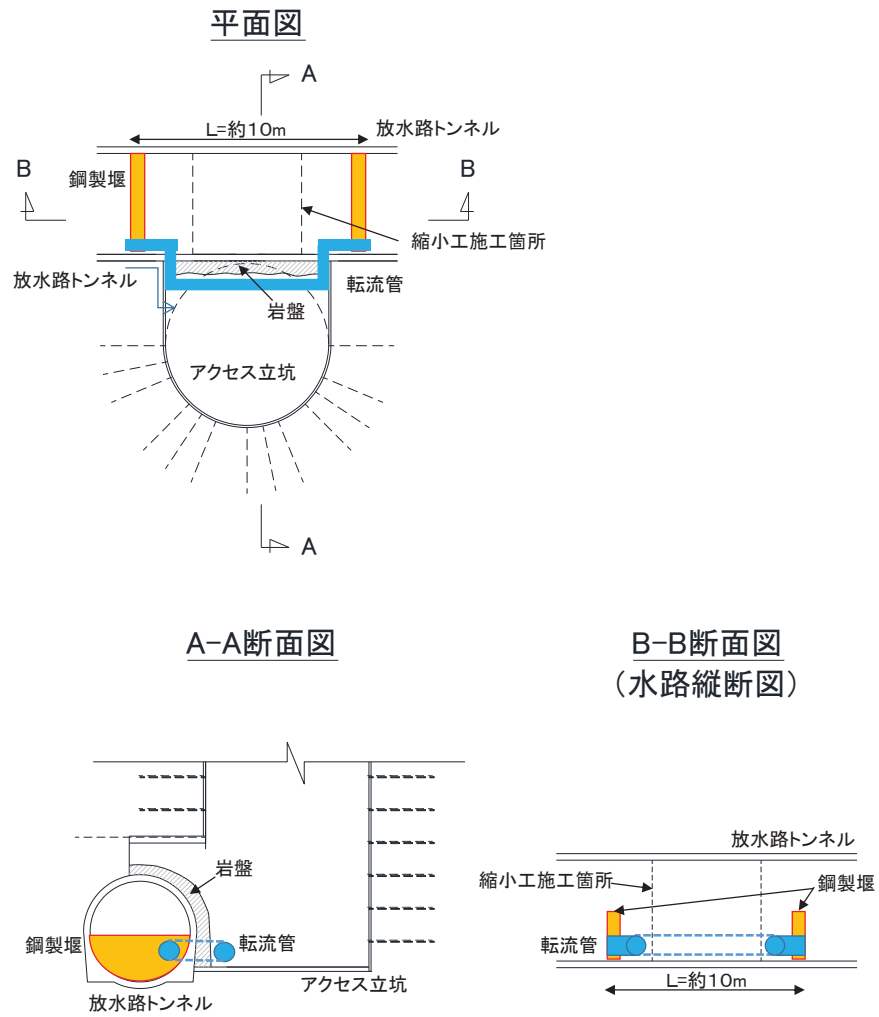 平面図
A
L=約10m
放水路トンネル
B
B
鋼製堰
縮小工施工箇所
放水路トンネル
転流管
岩盤
アクセス立坑
A
A-A断面図
B-B断面図
(水路縦断図)
放水路トンネル
岩盤
縮小工施工箇所
鋼製堰
鋼製堰
転流管
転流管
L=約10m
アクセス立坑
放水路トンネル